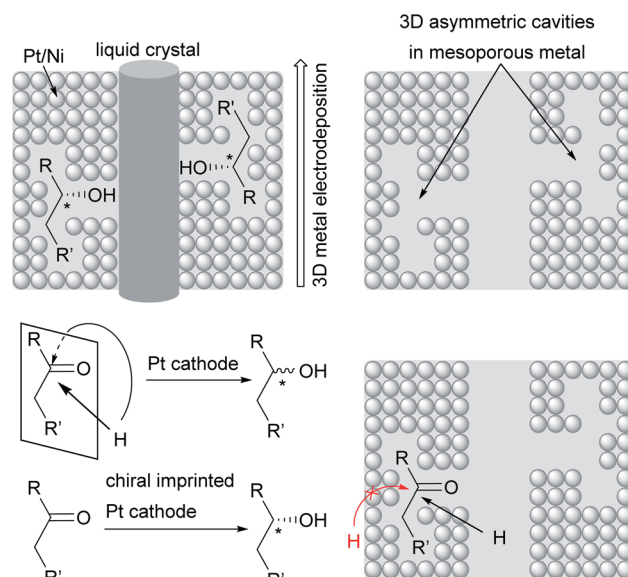 Pt/Ni
liquid crystal
3D asymmetric cavities
in mesoporous metal
R'
HO
*
R
R
OH
*
R'
3D metal electrodeposition
R
O
R'
H
Pt cathode
R
OH
*
R'
R
O
R'
chiral imprinted
Pt cathode
R
OH
*
R'
R
O
R'
H
H